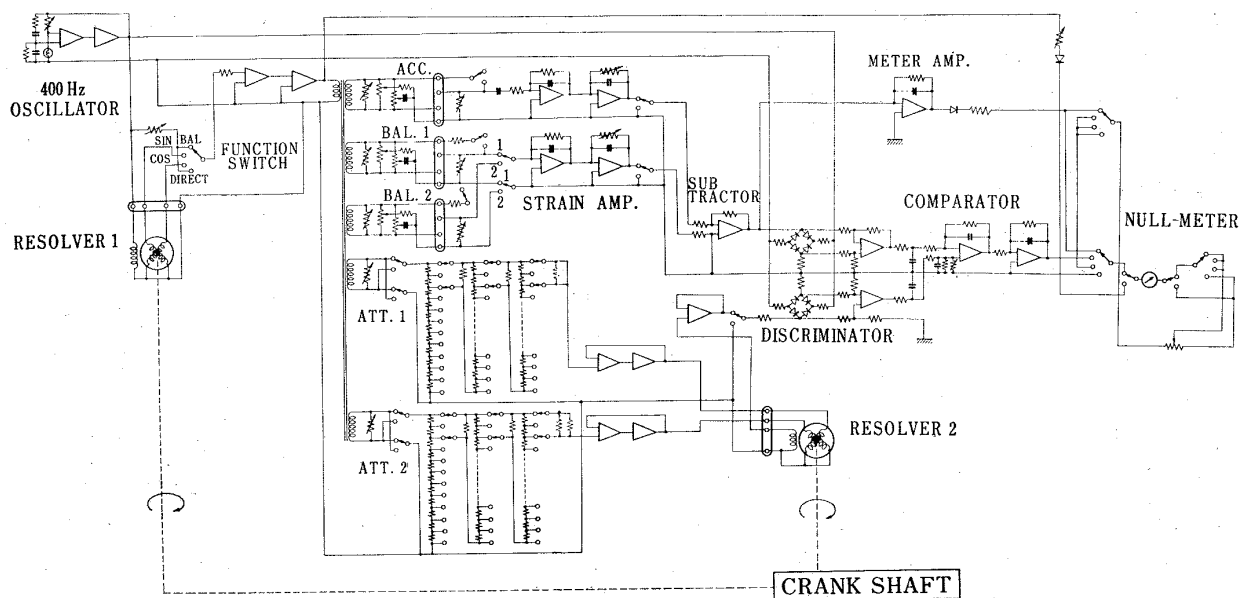 400 Hz
OSCILLATOR
SIN
BAL
COS
DIRECT
FUNCTION
SWITCH
RESOLVER 1
ACC.
BAL. 1
1
2
1
2
BAL. 2
STRAIN AMP.
ATT. 1
ATT. 2
SUB
TRACTOR
METER AMP.
COMPARATOR
DISCRIMINATOR
NULL-METER
RESOLVER 2
CRANK SHAFT